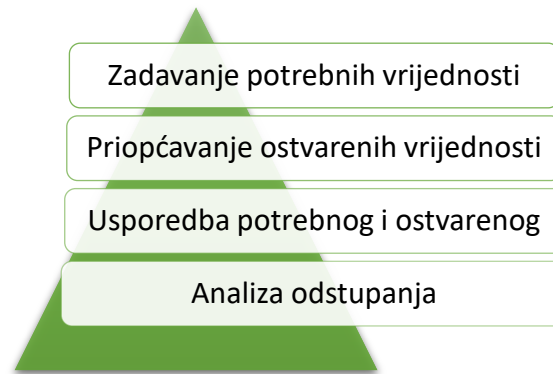 Zadavanje potrebnih vrijednosti
Priopćavanje ostvarenih vrijednosti
Usporedba potrebnog i ostvarenog
Analiza odstupanja